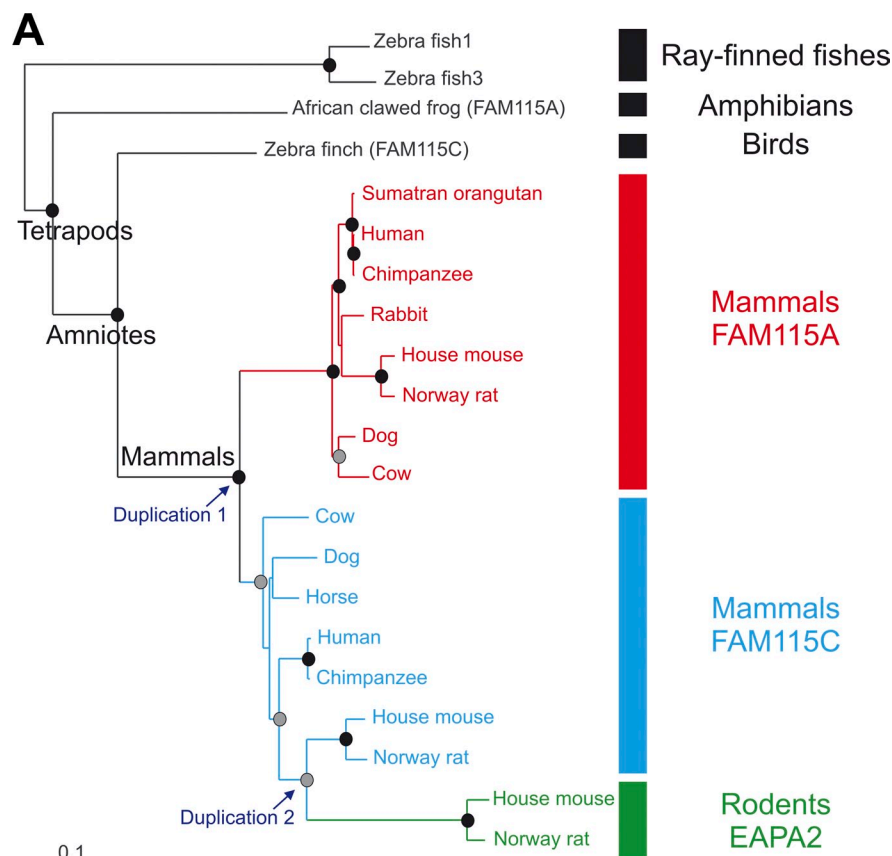 A
Zebra fish1
Zebra fish3
Ray-finned fishes
African clawed frog (FAM115A)
Amphibians
Zebra finch (FAM115C)
Birds
Sumatran orangutan
Tetrapods
Human
Chimpanzee
Mammals
FAM115A
Rabbit
Amniotes
House mouse
Norway rat
Dog
Mammals
Cow
Duplication 1
Cow
Dog
Horse
Mammals
FAM115C
Human
Chimpanzee
House mouse
Norway rat
House mouse
Rodents
EAPA2
Duplication 2
Norway rat
0.1